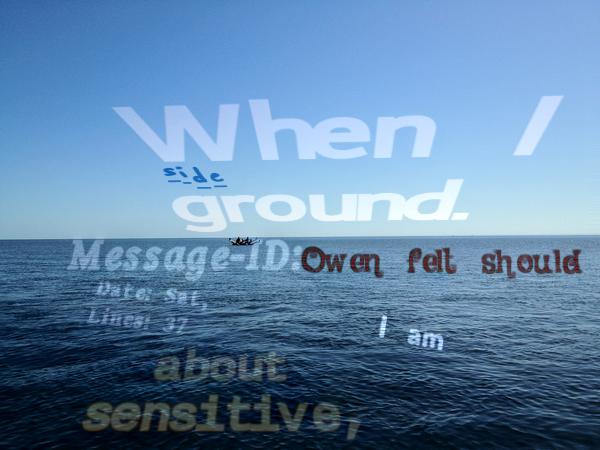 When I
side
ground.
Message-ID:
Owen felt should
Date: Sat,
Lines: 37
I am
about
sensitive,